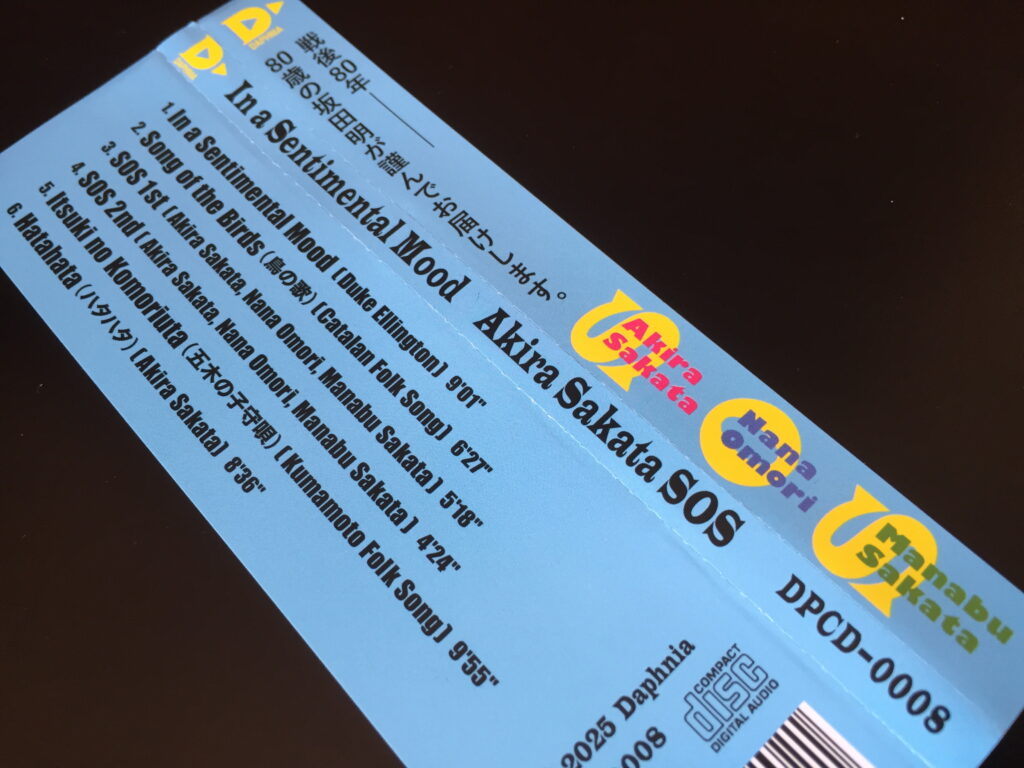 DAPHNIA
戦後80年———
80歳の坂田明が謹んでお届けします。
Akira
Sakata
Nana
Omori
Manabu
Sakata
In a Sentimental Mood Akira Sakata SOS DPCD-0008
1. In a Sentimental Mood [Duke Ellington] 9'01"
2. Song of the Birds (鳥の歌) [Catalan Folk Song] 6'27"
3. SOS 1st [Akira Sakata, Nana Omori, Manabu Sakata] 5'18"
4. SOS 2nd [Akira Sakata, Nana Omori, Manabu Sakata] 4'24"
5. Itsuki no Komoriuta (五木の子守唄) [Kumamoto Folk Song] 9'55"
6. Hatahata (ハタハタ) [Akira Sakata] 8'36"
2025 Daphnia
0008
COMPACT
disc
DIGITAL AUDIO